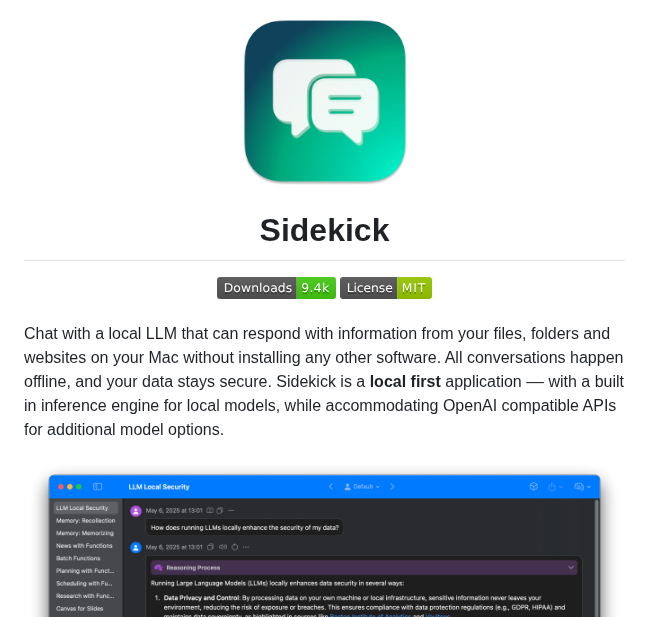 Sidekick
Downloads 9.4k License MIT
Chat with a local LLM that can respond with information from your files, folders and
websites on your Mac without installing any other software. All conversations happen
offline, and your data stays secure. Sidekick is a local first application — with a built
in inference engine for local models, while accommodating OpenAI compatible APIs
for additional model options.
LLM Local Security
Default
LLM Local Security
Memory: Recollection
Memory: Memorizing
News with Functions
Batch Functions
Planning with Funct...
Scheduling with Fu...
Research with Func...
Canvas for Slides
May 6, 2025 at 13:01
How does running LLMs locally enhance the security of my data?
May 6, 2025 at 13:01
Reasoning Process
Running Large Language Models (LLMs) locally enhances data security in several ways:
1. Data Privacy and Control: By processing data on your own machine or local infrastructure, sensitive information never leaves your
environment, reducing the risk of exposure or breaches. This ensures compliance with data protection regulations (e.g., GDPR, HIPAA) and